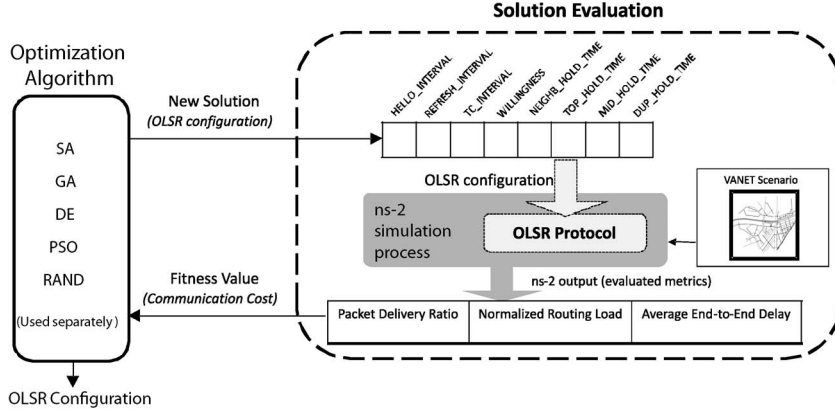 Solution Evaluation
Optimization
Algorithm
SA
GA
DE
PSO
RAND
(Used separately)
OLSR Configuration
New Solution
(OLSR configuration)
HELLO_INTERVAL
REFRESH_INTERVAL
TC_INTERVAL
WILLINGNESS
NEIGHB_HOLD_TIME
TOP_HOLD_TIME
MID_HOLD_TIME
DUP_HOLD_TIME
OLSR configuration
ns-2
simulation
process
OLSR Protocol
VANET Scenario
ns-2 output (evaluated metrics)
Fitness Value
(Communication Cost)
Packet Delivery Ratio
Normalized Routing Load
Average End-to-End Delay